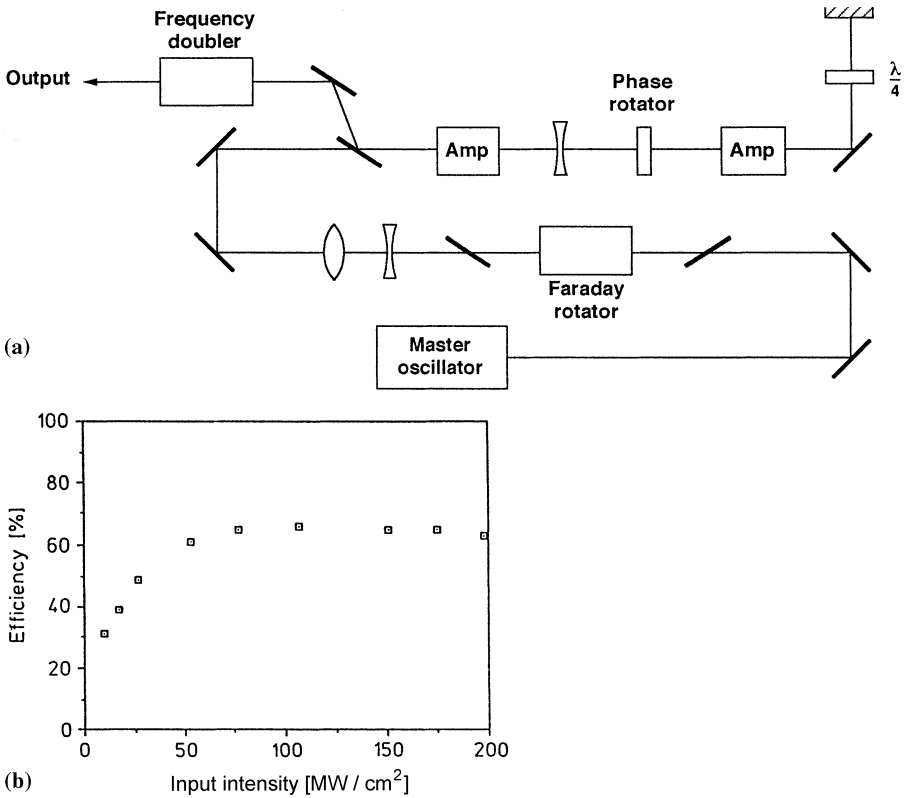 Frequency
doubler
Output
Phase
rotator
λ
4
Amp
Amp
Faraday
rotator
Master
oscillator
(a)
100
80
60
40
20
0
Efficiency [%]
0 50 100 150 200
Input intensity [MW / cm²]
(b)